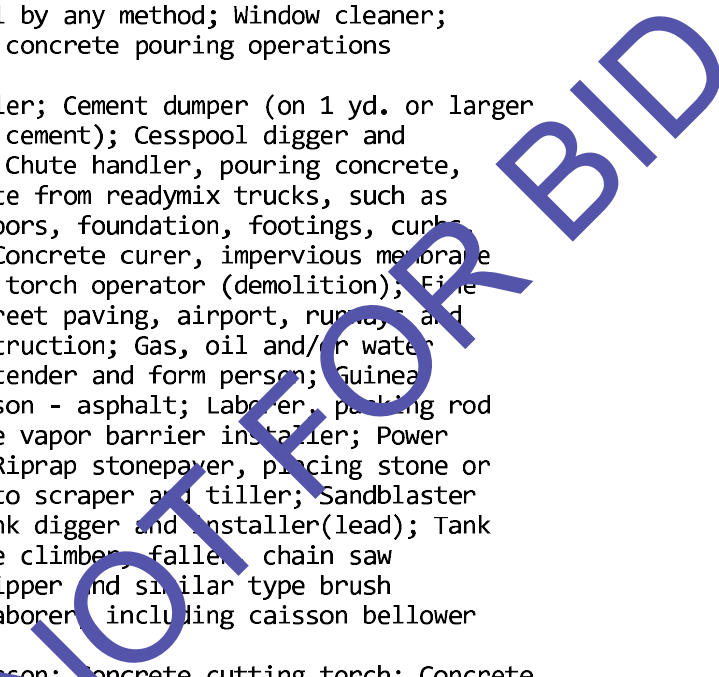 l by any method; Window cleaner;
concrete pouring operations
ler; Cement dumper (on 1 yd. or larger
cement); Cesspool digger and
Chute handler, pouring concrete,
te from readymix trucks, such as
oors, foundation, footings, curbs,
Concrete curer, impervious membrane
torch operator (demolition); Fine
reet paving, airport, runways and
truction; Gas, oil and/or water
tender and form person; Guinea
son - asphalt; Laborer, packing rod
e vapor barrier installer; Power
Riprap stonepaver, placing stone or
to scraper and tiller; Sandblaster
nk digger and installer(lead); Tank
e climber, faller, chain saw
ipper and similar type brush
aborer, including caisson bellower
son; Concrete cutting torch; Concrete
NOT FOR BID